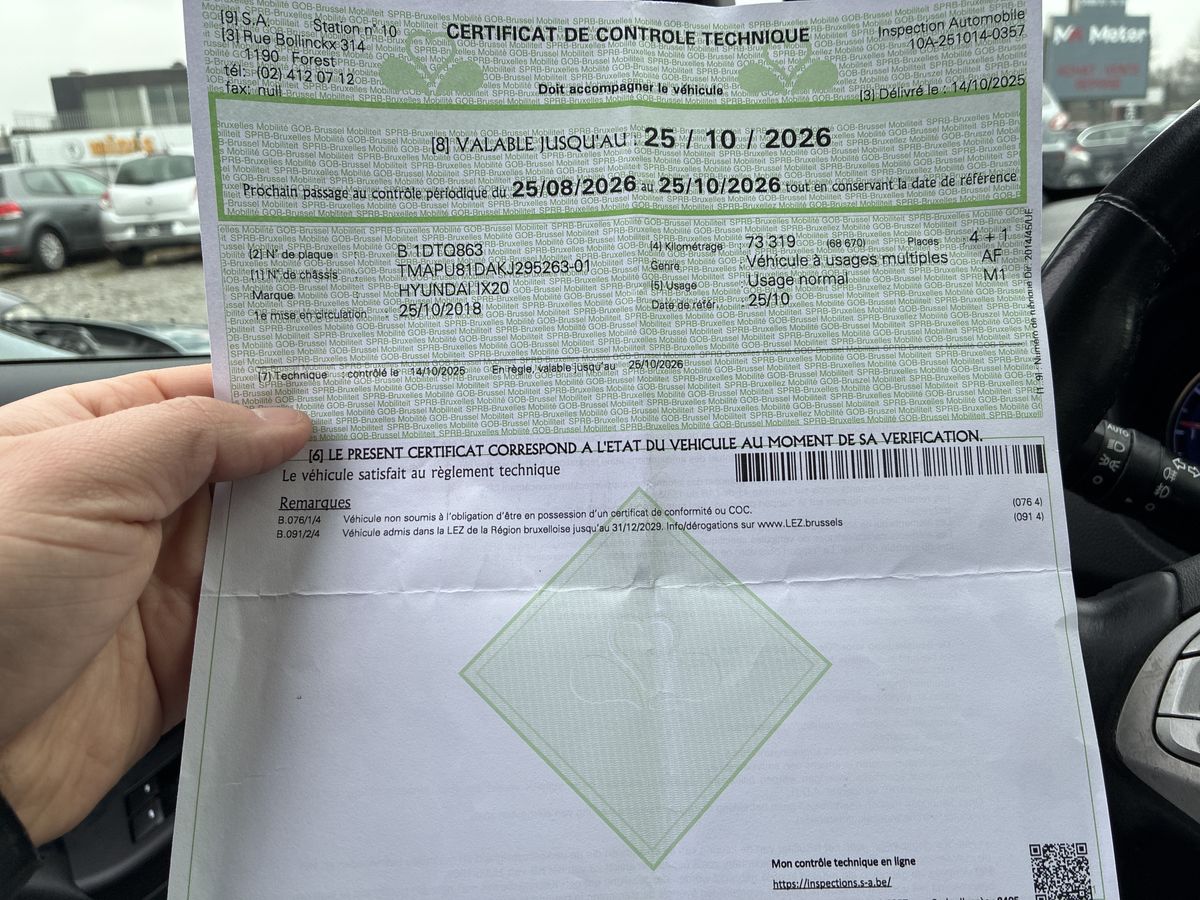 [9] S.A. Station n° 10
[3] Rue Bollinckx 314
1190 Forest
tél: (02) 412 07 12
fax: null
CERTIFICAT DE CONTROLE TECHNIQUE
Doit accompagner le véhicule
Inspection Automobile
10A-251014-0357
[3] Délivré le : 14/10/2025
[8] VALABLE JUSQU'AU : 25 / 10 / 2026
Prochain passage au contrôle périodique du 25/08/2026 au 25/10/2026 tout en conservant la date de référence
[2] N° de plaque B 1DTQ863
[1] N° de châssis TMAPU81DAKJ295263-01
Marque : HYUNDAI IX20
1e mise en circulation 25/10/2018
[4] Kilométrage 73 319 (68 670) Places 4 + 1
Genre Véhicule à usages multiples AF
[5] Usage Usage normal M1
Date de référ. 25/10
[7] Technique : contrôlé le 14/10/2025 En règle, valable jusqu'au 25/10/2026
[6] LE PRESENT CERTIFICAT CORRESPOND A L'ETAT DU VEHICULE AU MOMENT DE SA VERIFICATION.
Le véhicule satisfait au règlement technique
Remarques
B.076/1/4 Véhicule non soumis à l'obligation d'être en possession d'un certificat de conformité ou COC. (076 4)
B.091/2/4 Véhicule admis dans la LEZ de la Région bruxelloise jusqu'au 31/12/2029. Info/dérogations sur www.LEZ.brussels (091 4)
Mon contrôle technique en ligne
https://inspections.s-a.be/
Meter
AUTO